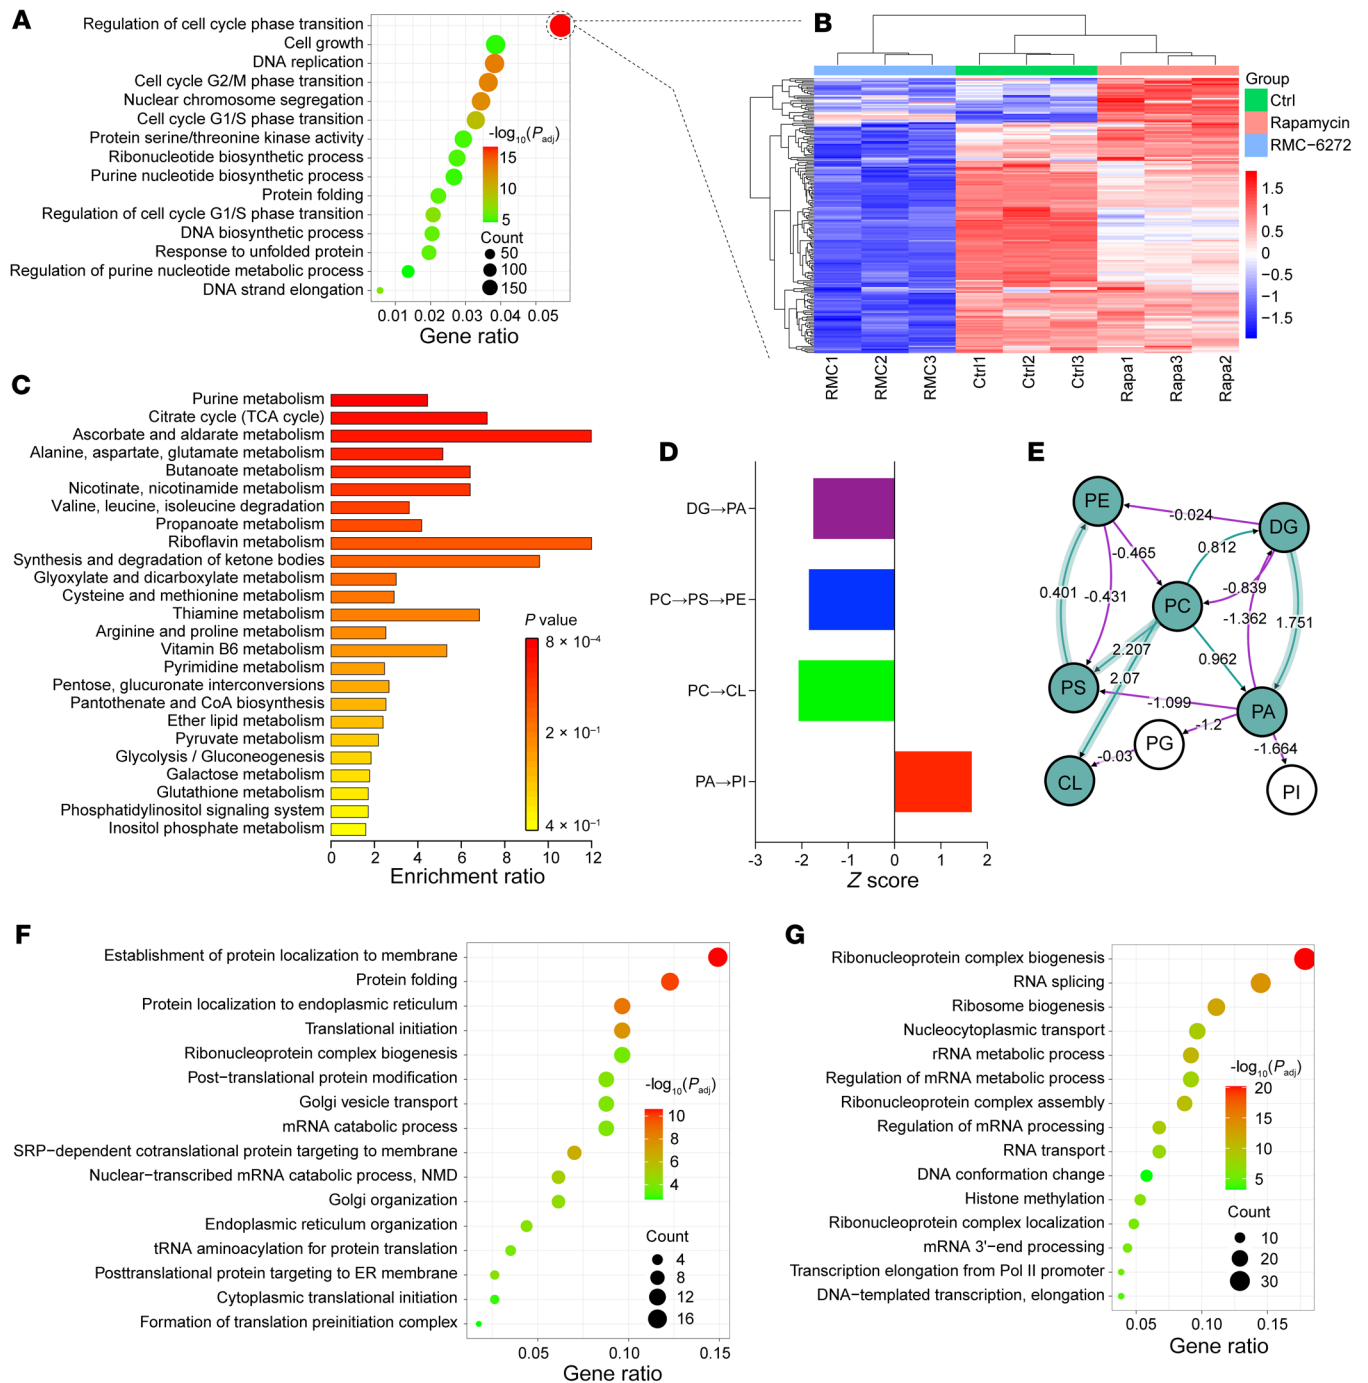 A
Regulation of cell cycle phase transition
Cell growth
DNA replication
Cell cycle G2/M phase transition
Nuclear chromosome segregation
Cell cycle G1/S phase transition
Protein serine/threonine kinase activity
Ribonucleotide biosynthetic process
Purine nucleotide biosynthetic process
Protein folding
Regulation of cell cycle G1/S phase transition
DNA biosynthetic process
Response to unfolded protein
Regulation of purine nucleotide metabolic process
DNA strand elongation
-log10(Padj)
15
10
5
Count
50
100
150
0.01 0.02 0.03 0.04 0.05
Gene ratio
B
Group
Ctrl
Rapamycin
RMC−6272
1.5
1
0.5
0
−0.5
−1
−1.5
RMC1
RMC2
RMC3
Ctrl1
Ctrl2
Ctrl3
Rapa1
Rapa3
Rapa2
C
Purine metabolism
Citrate cycle (TCA cycle)
Ascorbate and aldarate metabolism
Alanine, aspartate, glutamate metabolism
Butanoate metabolism
Nicotinate, nicotinamide metabolism
Valine, leucine, isoleucine degradation
Propanoate metabolism
Riboflavin metabolism
Synthesis and degradation of ketone bodies
Glyoxylate and dicarboxylate metabolism
Cysteine and methionine metabolism
Thiamine metabolism
Arginine and proline metabolism
Vitamin B6 metabolism
Pyrimidine metabolism
Pentose, glucuronate interconversions
Pantothenate and CoA biosynthesis
Ether lipid metabolism
Pyruvate metabolism
Glycolysis / Gluconeogenesis
Galactose metabolism
Glutathione metabolism
Phosphatidylinositol signaling system
Inositol phosphate metabolism
P value
8 × 10−4
2 × 10−1
4 × 10−1
0 2 4 6 8 10 12
Enrichment ratio
D
DG→PA
PC→PS→PE
PC→CL
PA→PI
-3 -2 -1 0 1 2
Z score
E
PE
DG
PC
PS
PA
PG
CL
PI
-0.024
-0.465
0.812
0.401
-0.431
-0.839
-1.362
1.751
2.207
0.962
2.07
-1.099
-1.2
-0.03
-1.664
F
Establishment of protein localization to membrane
Protein folding
Protein localization to endoplasmic reticulum
Translational initiation
Ribonucleoprotein complex biogenesis
Post−translational protein modification
Golgi vesicle transport
mRNA catabolic process
SRP−dependent cotranslational protein targeting to membrane
Nuclear−transcribed mRNA catabolic process, NMD
Golgi organization
Endoplasmic reticulum organization
tRNA aminoacylation for protein translation
Posttranslational protein targeting to ER membrane
Cytoplasmic translational initiation
Formation of translation preinitiation complex
-log10(Padj)
10
8
6
4
Count
4
8
12
16
0.05 0.10 0.15
Gene ratio
G
Ribonucleoprotein complex biogenesis
RNA splicing
Ribosome biogenesis
Nucleocytoplasmic transport
rRNA metabolic process
Regulation of mRNA metabolic process
Ribonucleoprotein complex assembly
Regulation of mRNA processing
RNA transport
DNA conformation change
Histone methylation
Ribonucleoprotein complex localization
mRNA 3'−end processing
Transcription elongation from Pol II promoter
DNA−templated transcription, elongation
-log10(Padj)
20
15
10
5
Count
10
20
30
0.05 0.10 0.15
Gene ratio